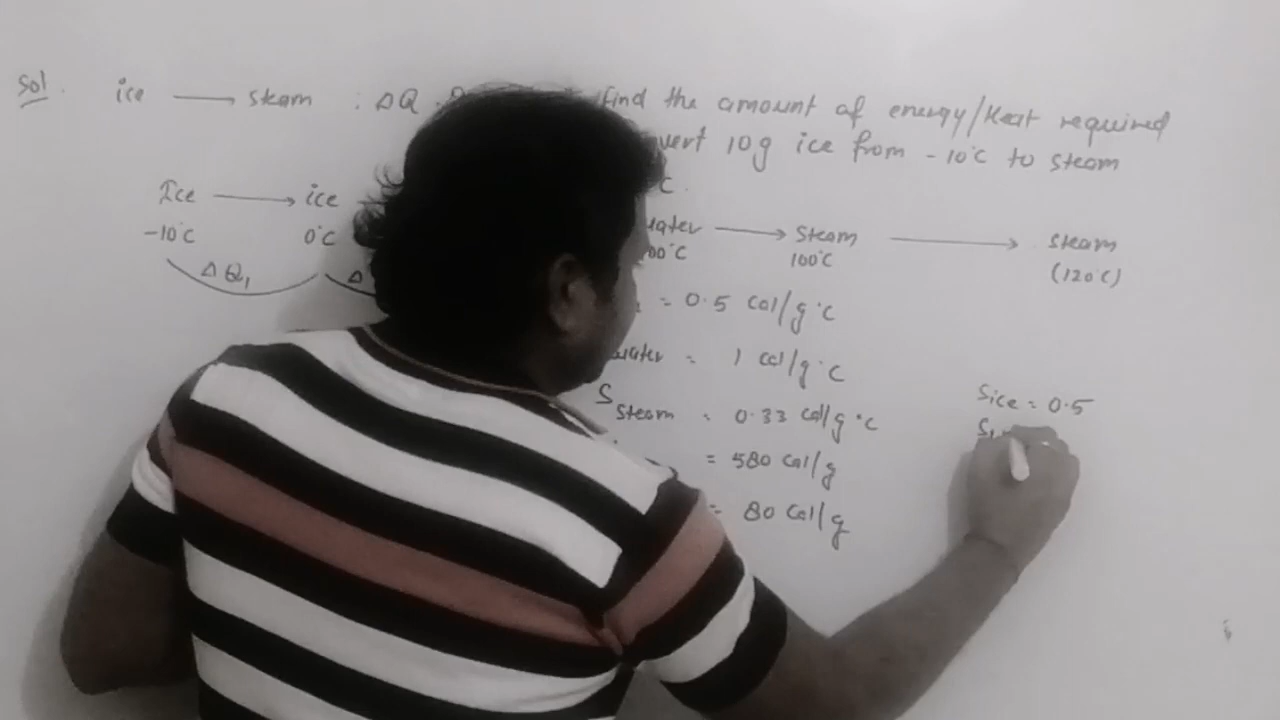 Sol. ice → steam : ΔQ find the amount of energy/Heat required
10g ice from -10°C to steam
Ice → ice water → Steam → steam
-10°C 0°C 100°C (120°C)
ΔQ₁ Δ
= 0.5 Cal/g°C
water = 1 Cal/g°C
S Steam = 0.33 Cal/g°C
= 580 Cal/g
= 80 Cal/g
Sice = 0.5